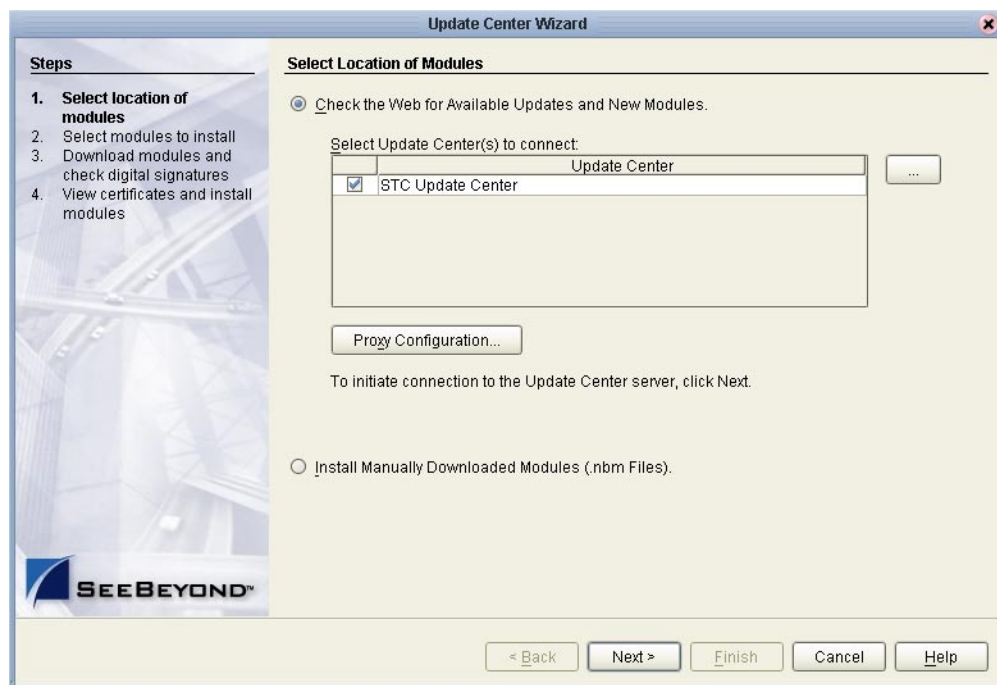 Update Center Wizard
Steps
1. Select location of
modules
2. Select modules to install
3. Download modules and
check digital signatures
4. View certificates and install
modules
SEEBEYOND™
Select Location of Modules
Check the Web for Available Updates and New Modules.
Select Update Center(s) to connect:
Update Center
STC Update Center
...
Proxy Configuration...
To initiate connection to the Update Center server, click Next.
Install Manually Downloaded Modules (.nbm Files).
< Back Next > Finish Cancel Help